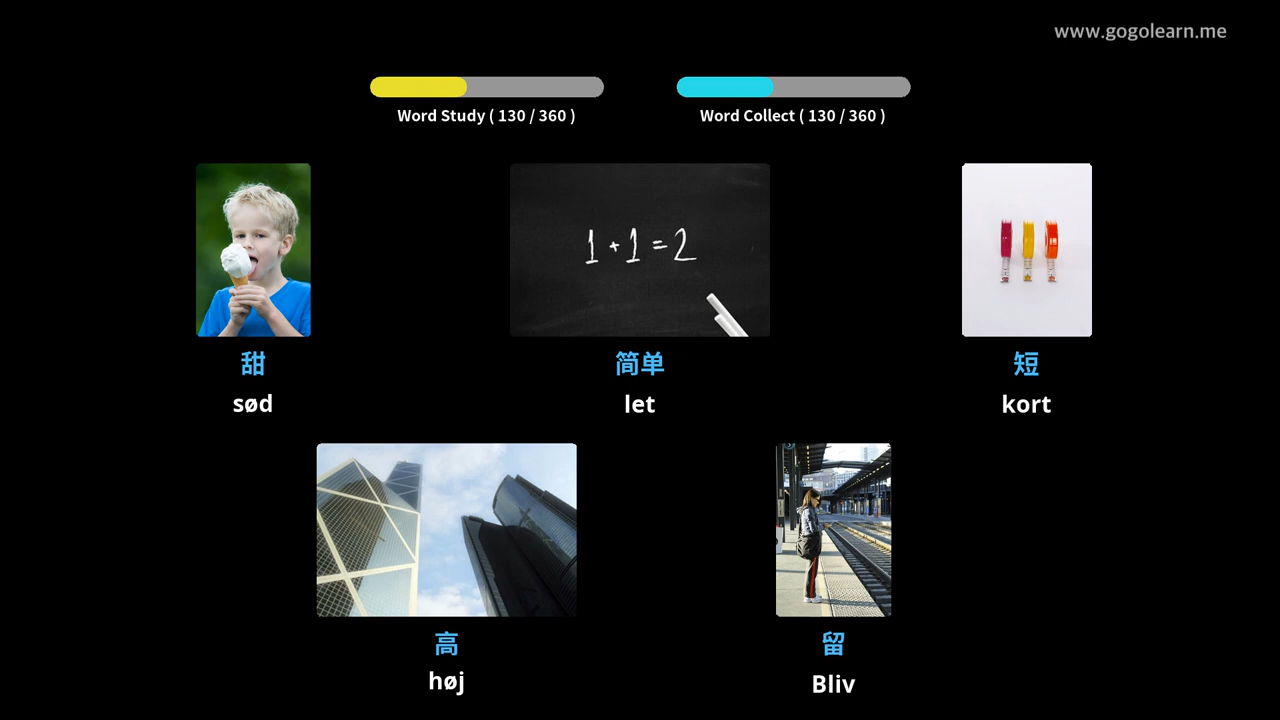 www.gogolearn.me
Word Study ( 130 / 360 )
Word Collect ( 130 / 360 )
1+1=2
甜
简单
短
sød
let
kort
高
留
høj
Bliv